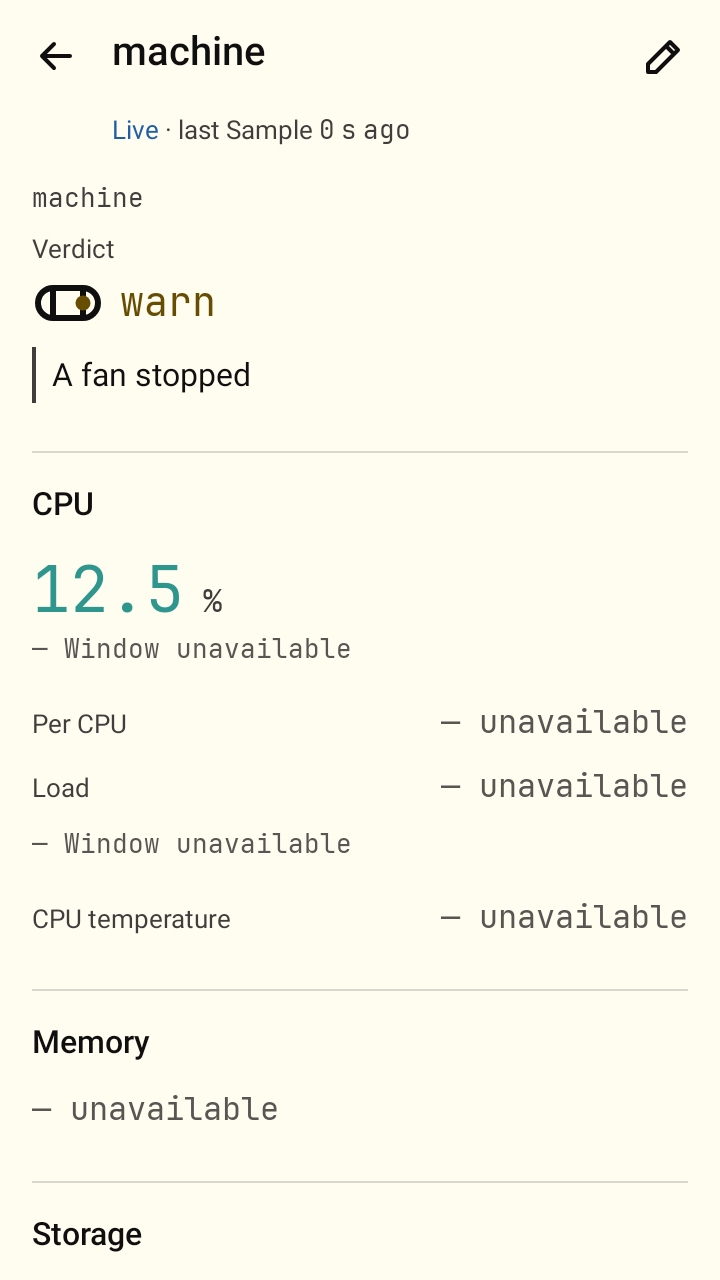 machine
Live · last Sample 0 s ago
machine
Verdict
warn
A fan stopped
CPU
12.5 %
— Window unavailable
Per CPU — unavailable
Load — unavailable
— Window unavailable
CPU temperature — unavailable
Memory
— unavailable
Storage